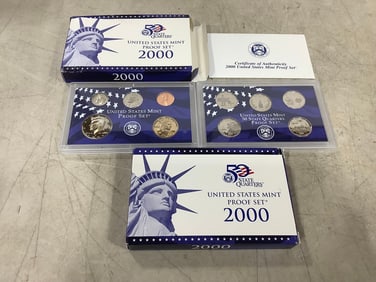 50
STATE
QUARTERS
UNITED STATES MINT
PROOF SET
2000
2000
Certificate of Authenticity
2000 United States Mint Proof Set
UNITED STATES MINT
PROOF SET
UNITED STATES MINT
50 STATE QUARTERS
PROOF SET
50
STATE
QUARTERS
UNITED STATES MINT
PROOF SET
2000
2000